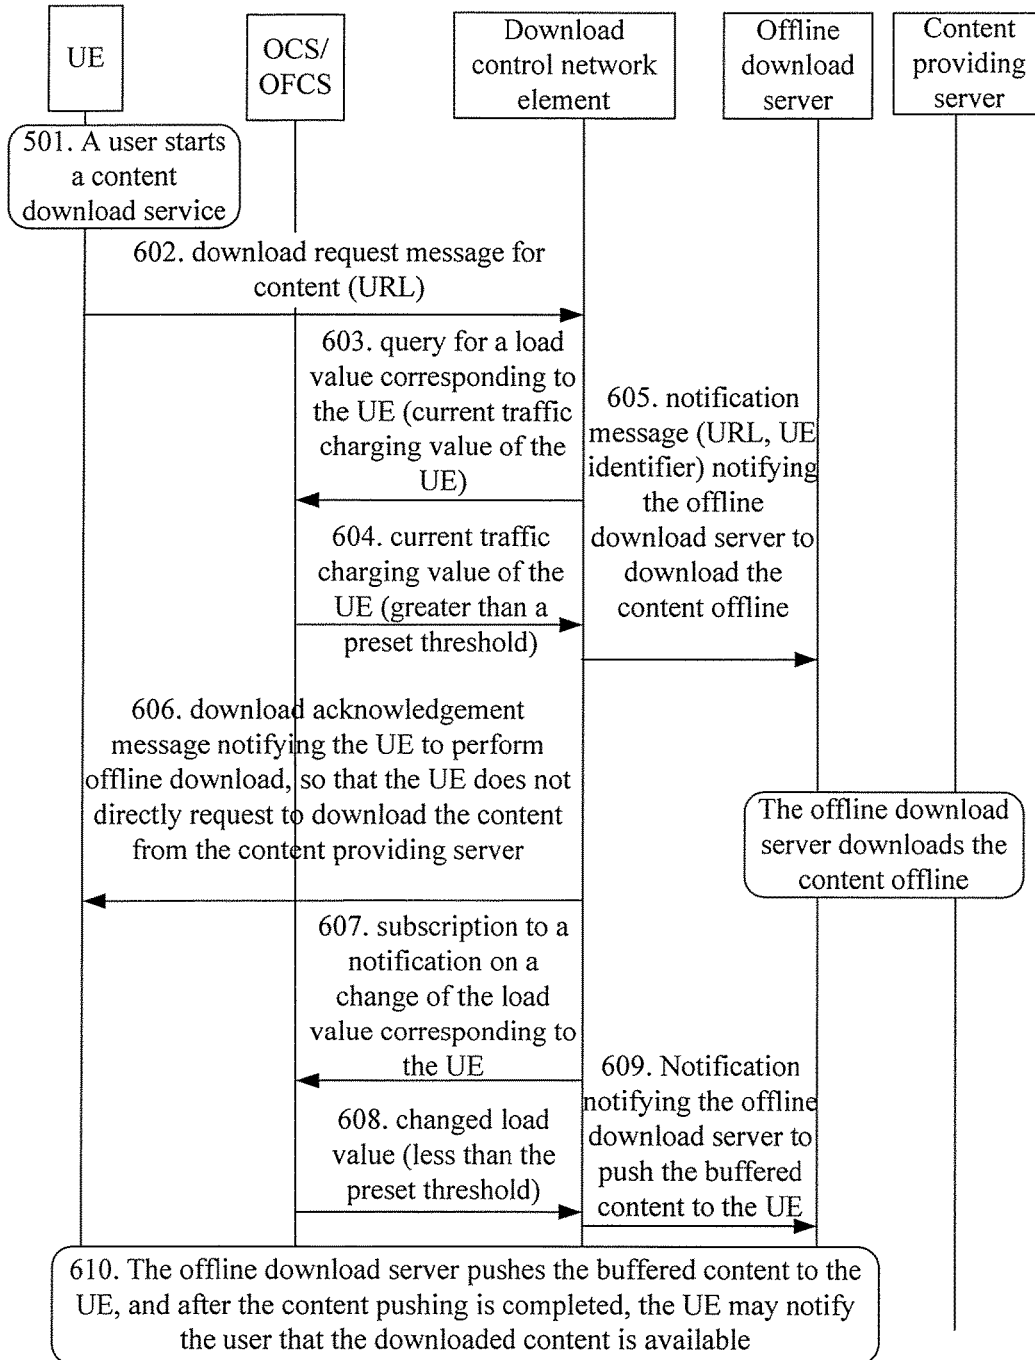 UE
OCS/
OFCS
Download
control network
element
Offline
download
server
Content
providing
server
501. A user starts
a content
download service
602. download request message for
content (URL)
603. query for a load
value corresponding to
the UE (current traffic
charging value of the
UE)
604. current traffic
charging value of the
UE (greater than a
preset threshold)
605. notification
message (URL, UE
identifier) notifying
the offline
download server to
download the
content offline
606. download acknowledgement
message notifying the UE to perform
offline download, so that the UE does not
directly request to download the content
from the content providing server
The offline download
server downloads the
content offline
607. subscription to a
notification on a
change of the load
value corresponding to
the UE
608. changed load
value (less than the
preset threshold)
609. Notification
notifying the offline
download server to
push the buffered
content to the UE
610. The offline download server pushes the buffered content to the
UE, and after the content pushing is completed, the UE may notify
the user that the downloaded content is available